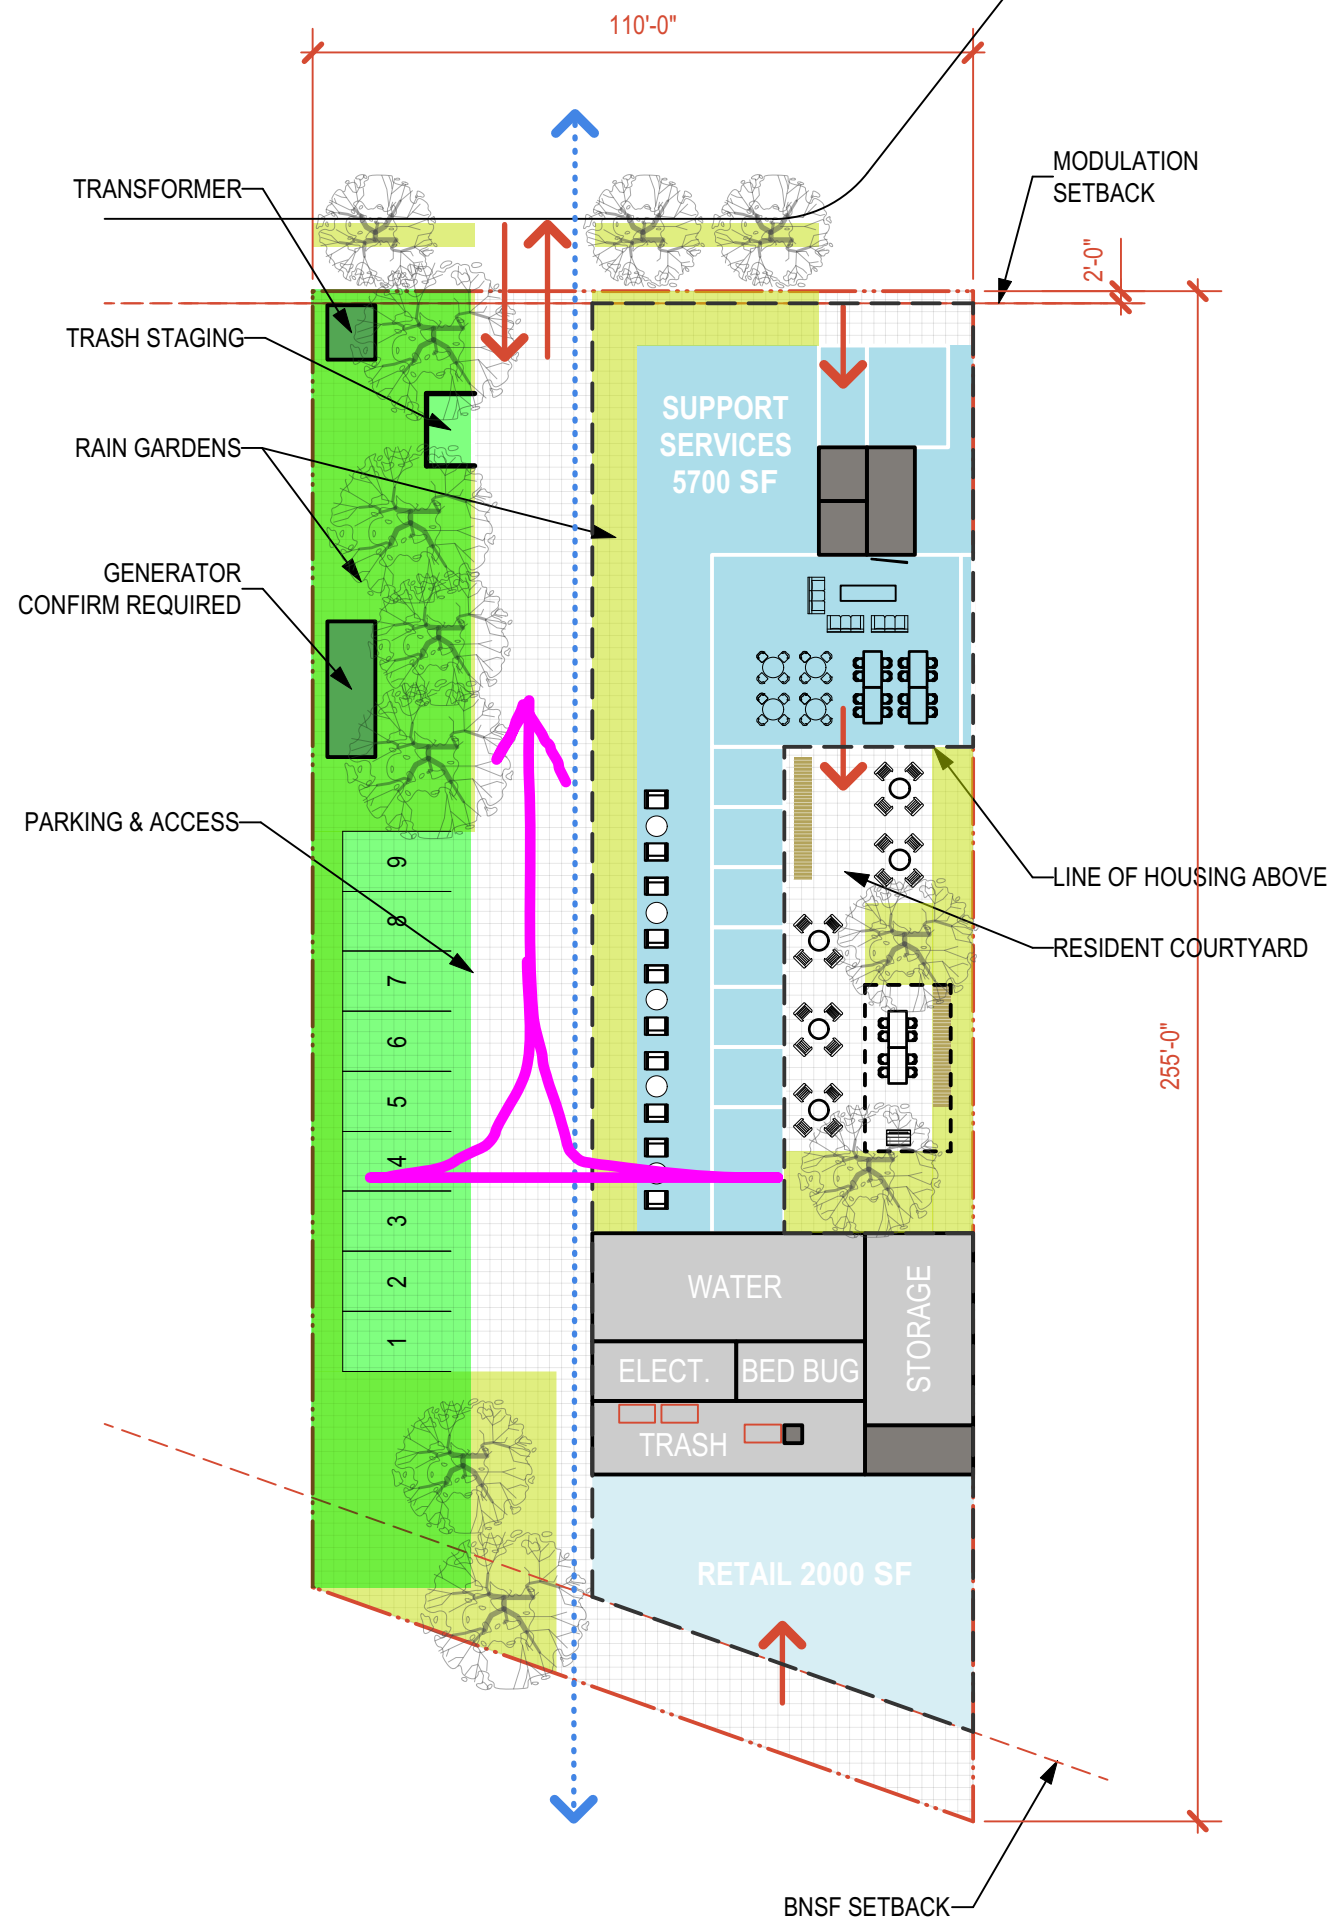 110'-0"
MODULATION
SETBACK
TRANSFORMER
2'-0"
TRASH STAGING
SUPPORT
SERVICES
5700 SF
RAIN GARDENS
GENERATOR
CONFIRM REQUIRED
PARKING & ACCESS
9
8
7
6
5
4
3
2
1
LINE OF HOUSING ABOVE
RESIDENT COURTYARD
255'-0"
WATER
STORAGE
ELECT.
BED BUG
TRASH
RETAIL 2000 SF
BNSF SETBACK